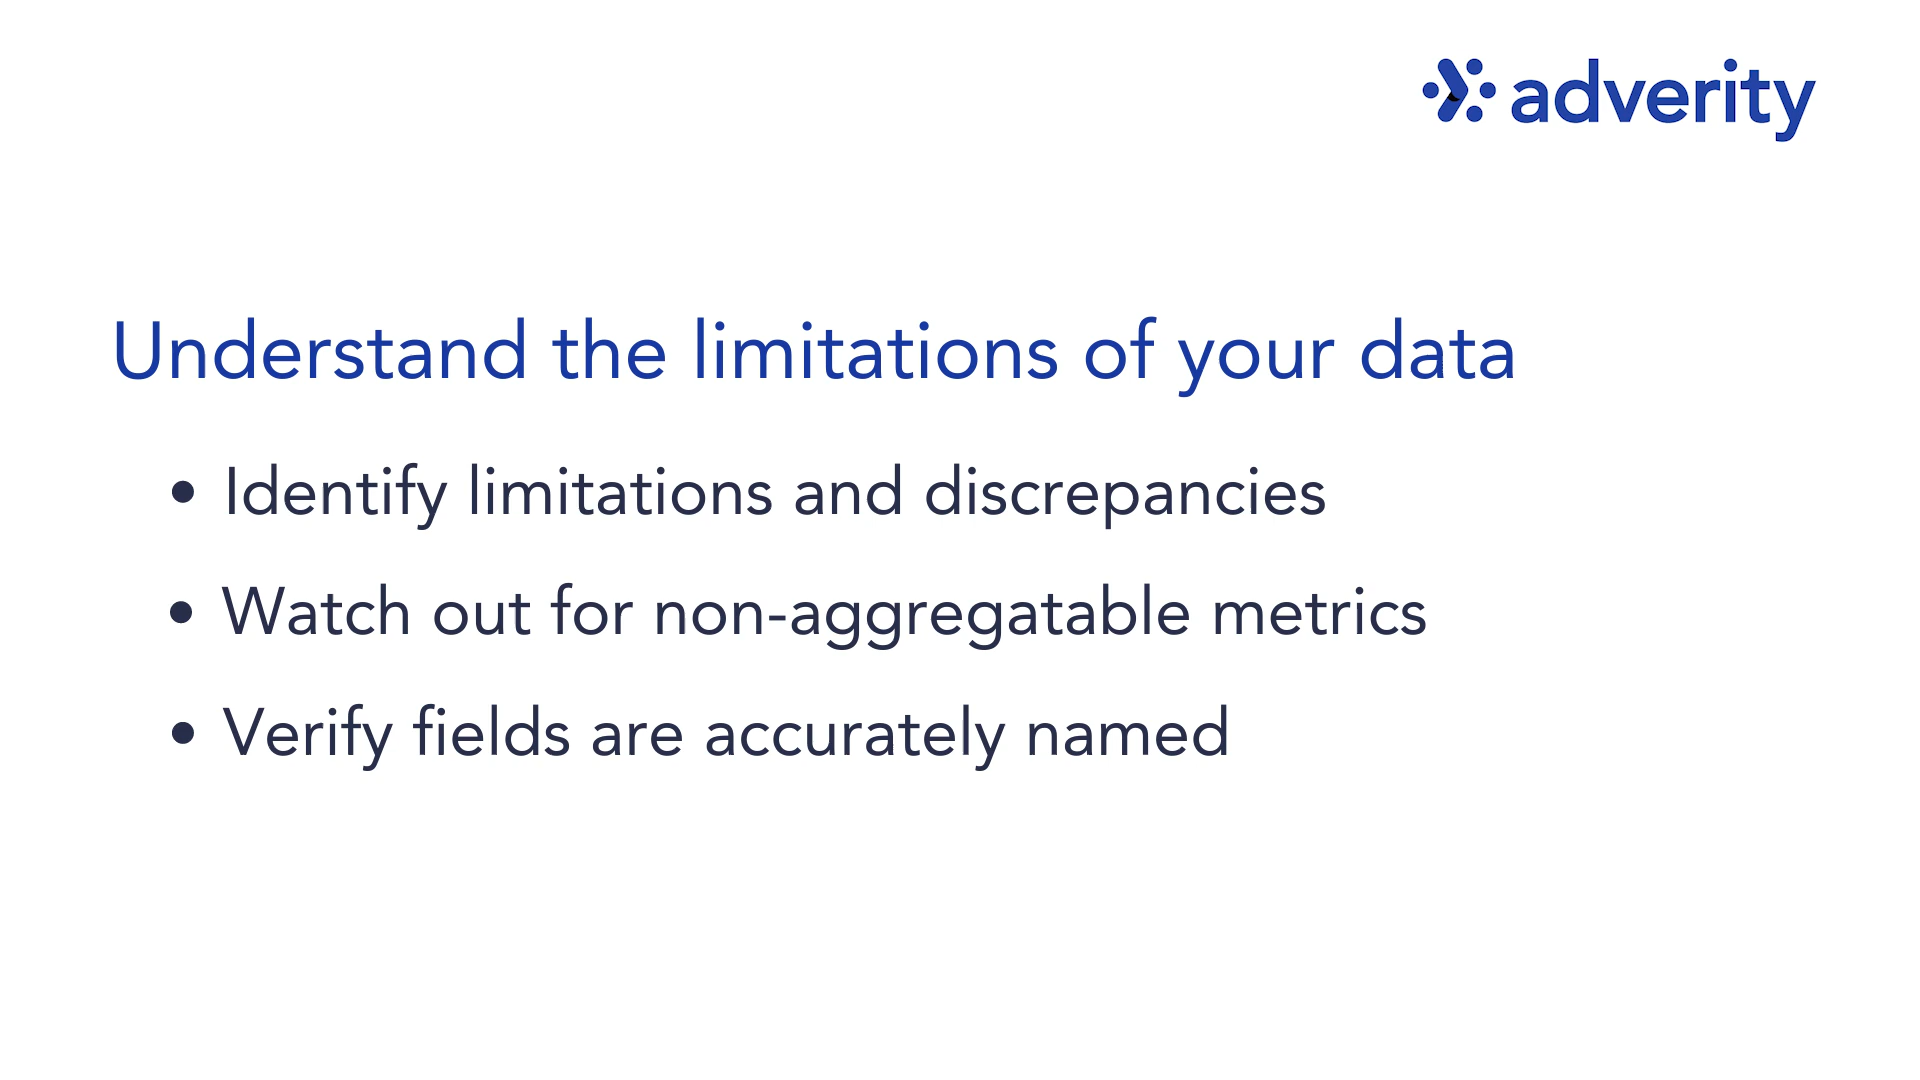 adverity
Understand the limitations of your data
• Identify limitations and discrepancies
• Watch out for non-aggregatable metrics
• Verify fields are accurately named